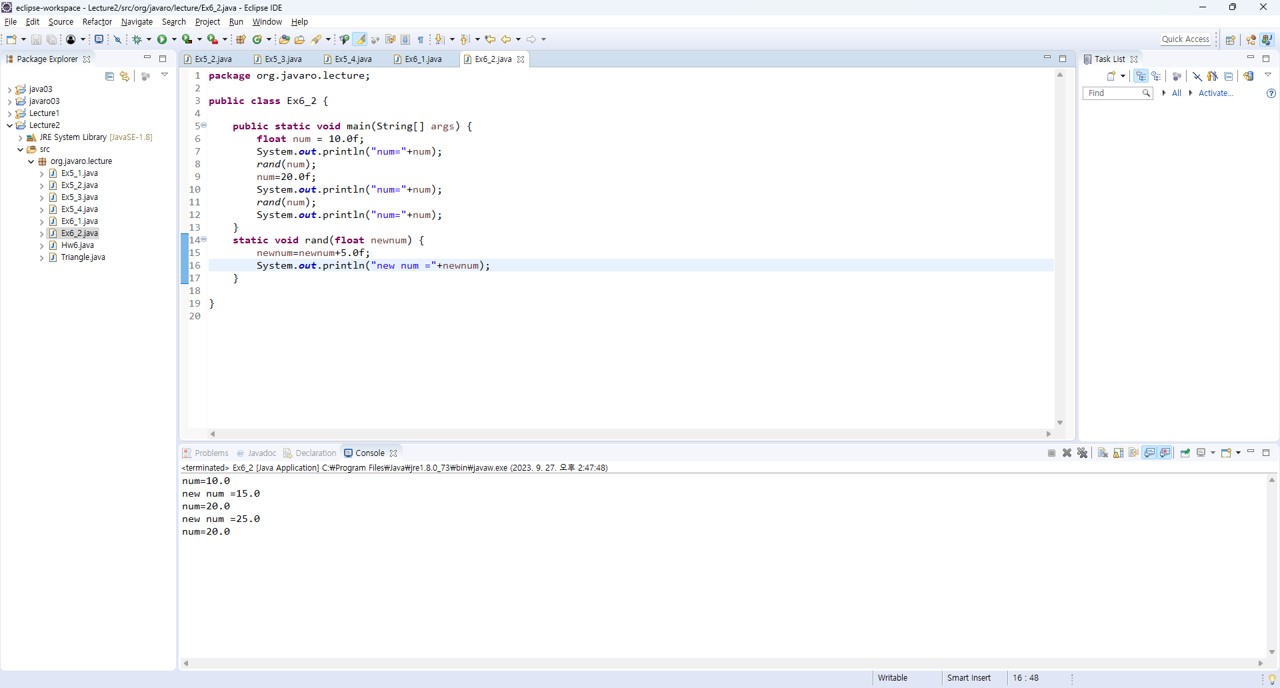 eclipse-workspace - Lecture2/src/org/javaro/lecture/Ex6_2.java - Eclipse IDE
File Edit Source Refactor Navigate Search Project Run Window Help
Quick Access
Package Explorer
java03
javaro03
Lecture1
Lecture2
JRE System Library [JavaSE-1.8]
src
org.javaro.lecture
Ex5_1.java
Ex5_2.java
Ex5_3.java
Ex5_4.java
Ex6_1.java
Ex6_2.java
Hw6.java
Triangle.java
Ex5_2.java Ex5_3.java Ex5_4.java Ex6_1.java Ex6_2.java
1 package org.javaro.lecture;
2
3 public class Ex6_2 {
4
5 public static void main(String[] args) {
6 float num = 10.0f;
7 System.out.println("num="+num);
8 rand(num);
9 num=20.0f;
10 System.out.println("num="+num);
11 rand(num);
12 System.out.println("num="+num);
13 }
14 static void rand(float newnum) {
15 newnum=newnum+5.0f;
16 System.out.println("new num ="+newnum);
17 }
18
19 }
20
Task List
Find All Activate...
Problems Javadoc Declaration Console
<terminated> Ex6_2 [Java Application] C:₩Program Files₩Java₩jre1.8.0_73₩bin₩javaw.exe (2023. 9. 27. 오후 2:47:48)
num=10.0
new num =15.0
num=20.0
new num =25.0
num=20.0
Writable Smart Insert 16 : 48